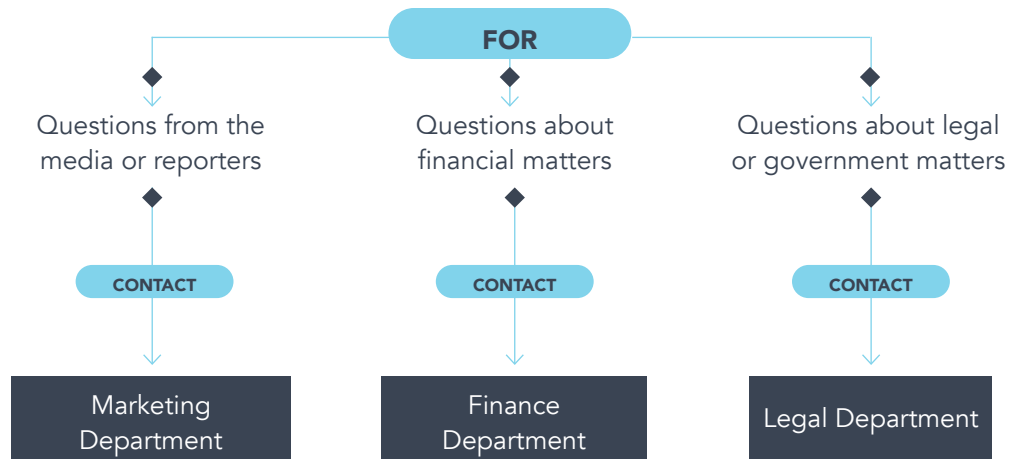 FOR
Questions from the
media or reporters
Questions about
financial matters
Questions about legal
or government matters
CONTACT
CONTACT
CONTACT
Marketing
Department
Finance
Department
Legal Department